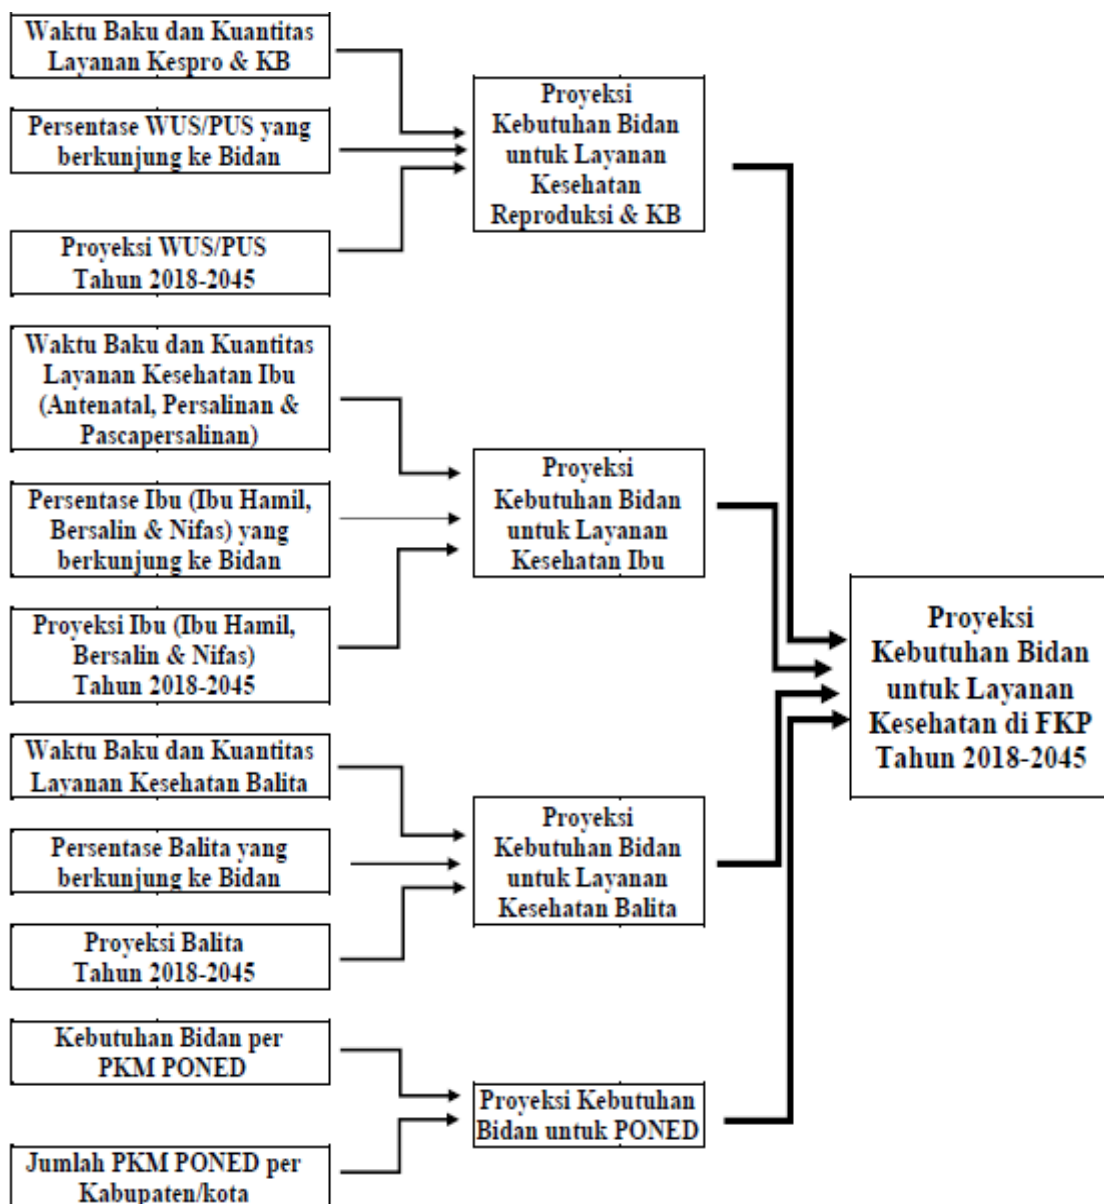 Waktu Baku dan Kuantitas
Layanan Kespro & KB
Persentase WUS/PUS yang
berkunjung ke Bidan
Proyeksi WUS/PUS
Tahun 2018-2045
Proyeksi
Kebutuhan Bidan
untuk Layanan
Kesehatan
Reproduksi & KB
Waktu Baku dan Kuantitas
Layanan Kesehatan Ibu
(Antenatal, Persalinan &
Pascapersalinan)
Persentase Ibu (Ibu Hamil,
Bersalin & Nifas) yang
berkunjung ke Bidan
Proyeksi Ibu (Ibu Hamil,
Bersalin & Nifas)
Tahun 2018-2045
Proyeksi
Kebutuhan Bidan
untuk Layanan
Kesehatan Ibu
Waktu Baku dan Kuantitas
Layanan Kesehatan Balita
Persentase Balita yang
berkunjung ke Bidan
Proyeksi Balita
Tahun 2018-2045
Proyeksi
Kebutuhan Bidan
untuk Layanan
Kesehatan Balita
Kebutuhan Bidan per
PKM PONED
Jumlah PKM PONED per
Kabupaten/kota
Proyeksi Kebutuhan
Bidan untuk PONED
Proyeksi
Kebutuhan Bidan
untuk Layanan
Kesehatan di FKP
Tahun 2018-2045